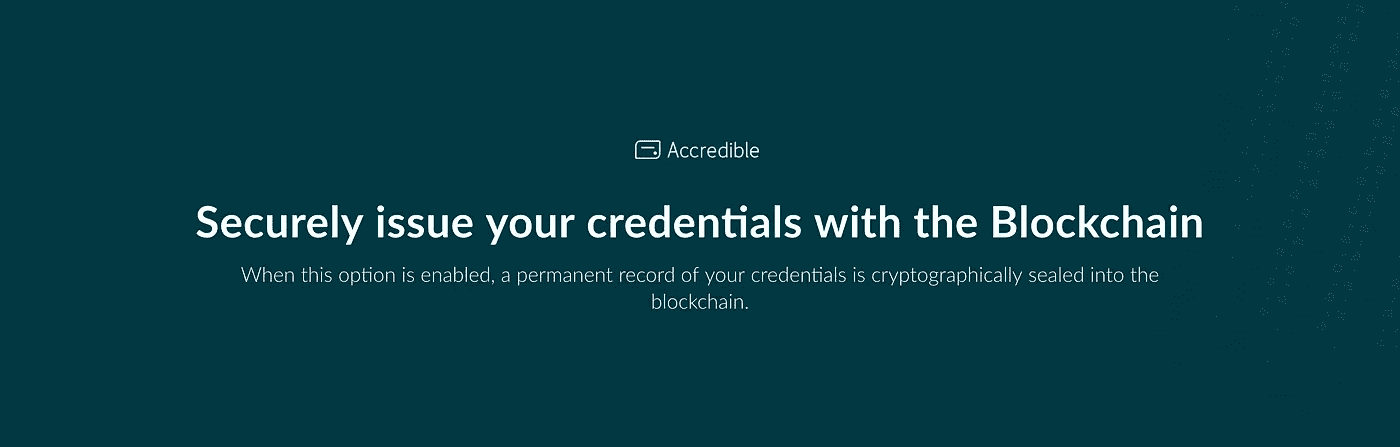 Accredible
Securely issue your credentials with the Blockchain
When this option is enabled, a permanent record of your credentials is cryptographically sealed into the
blockchain.